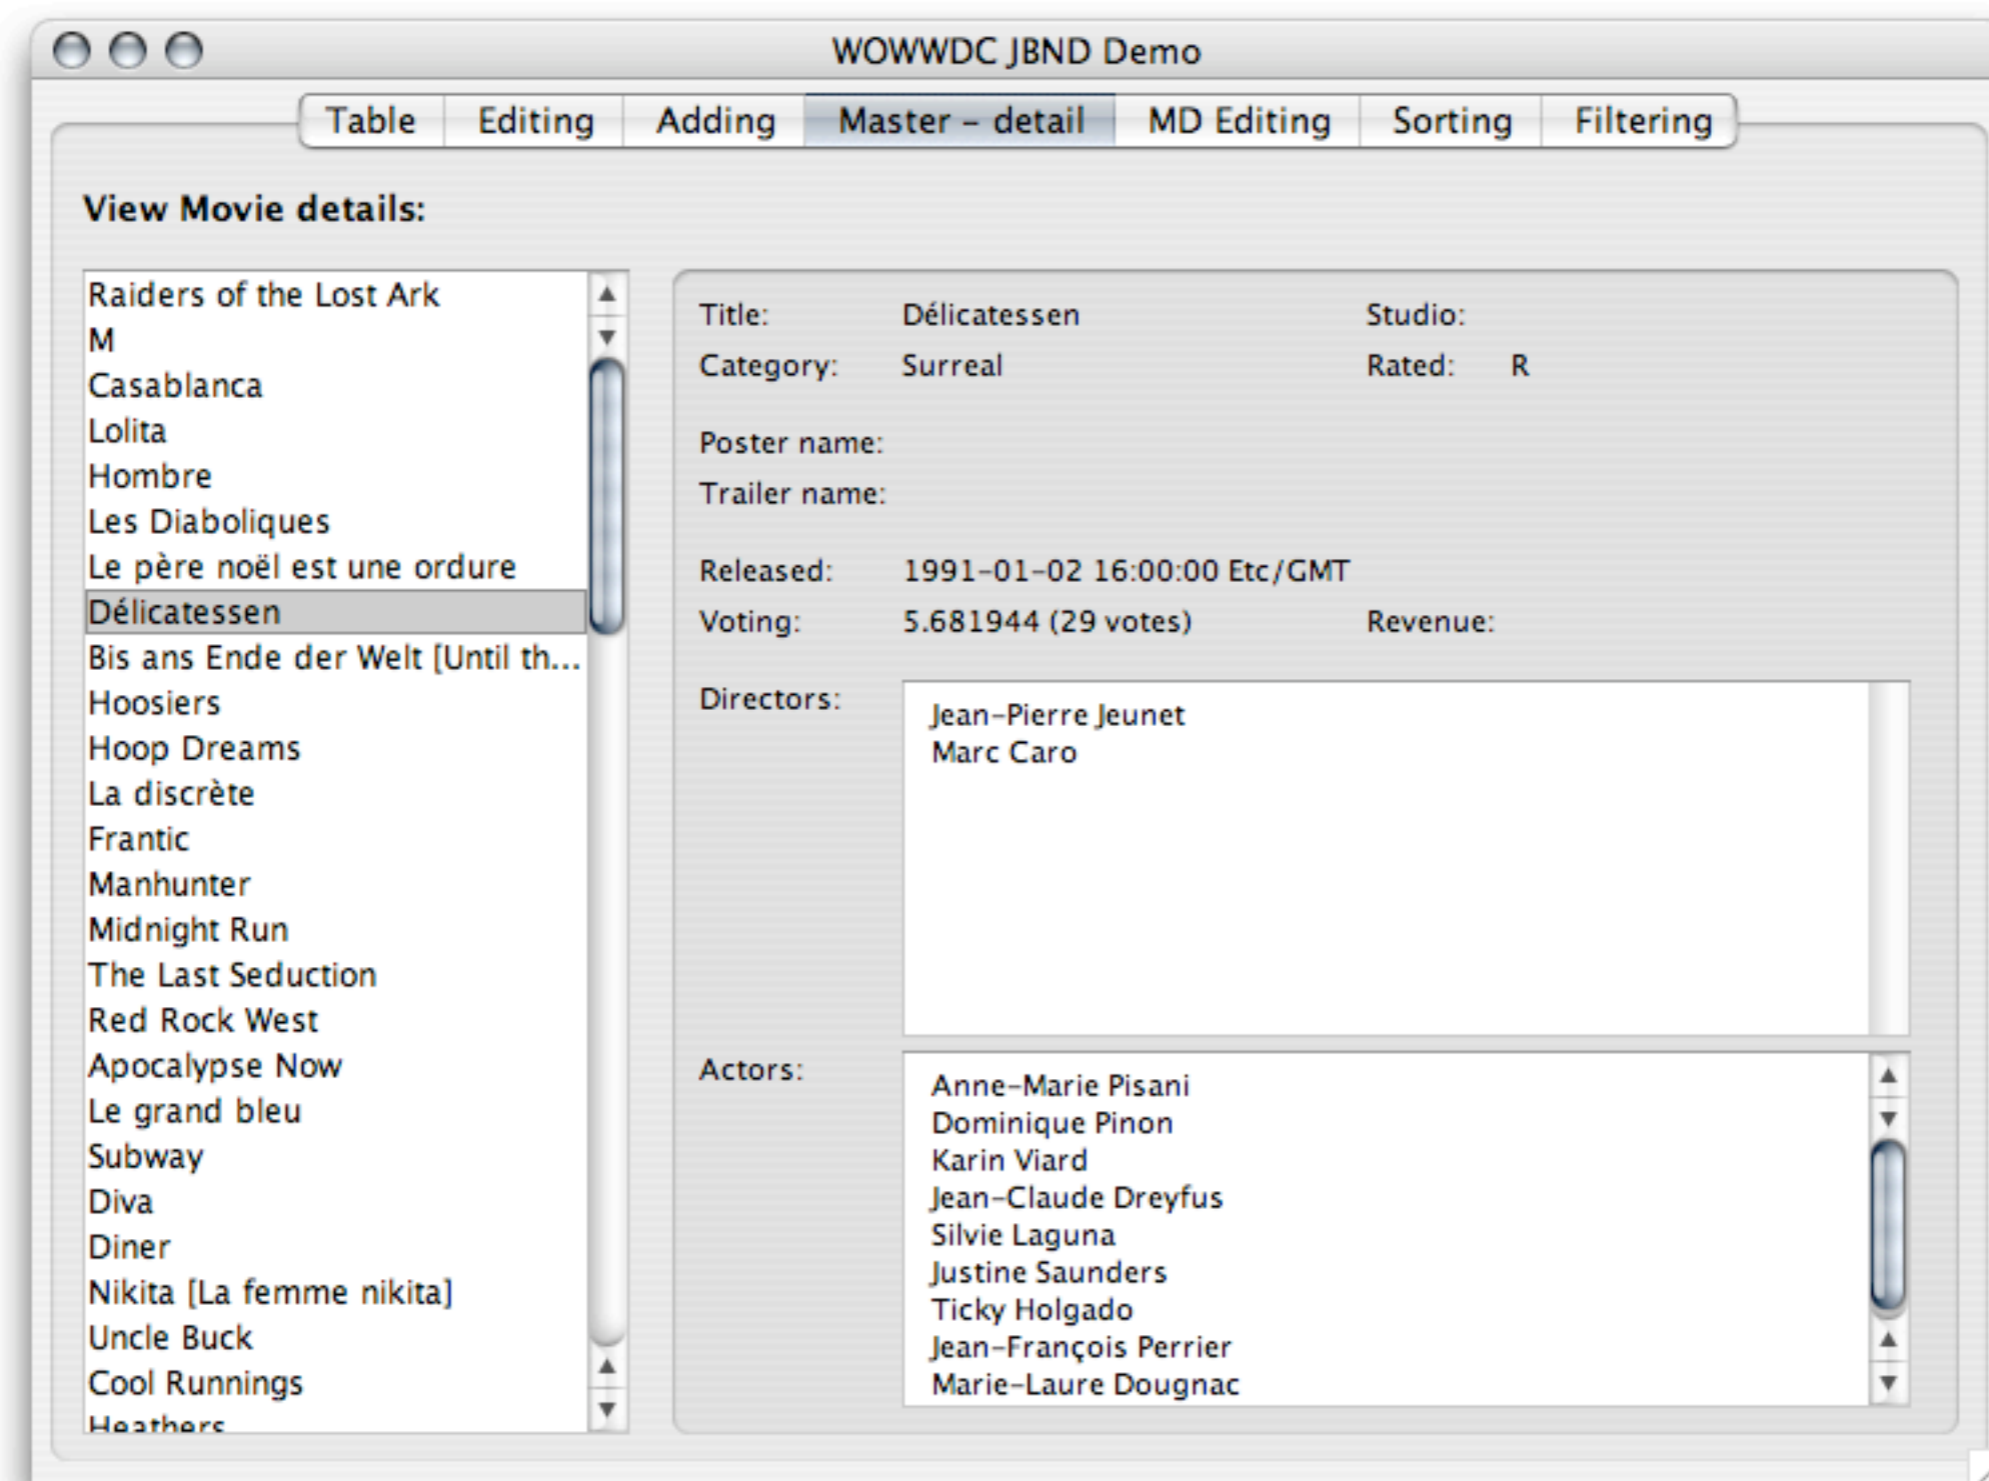 WOWWDC JBND Demo
Table Editing Adding Master – detail MD Editing Sorting Filtering
View Movie details:
Raiders of the Lost Ark
M
Casablanca
Lolita
Hombre
Les Diaboliques
Le père noël est une ordure
Délicatessen
Bis ans Ende der Welt [Until th...
Hoosiers
Hoop Dreams
La discrète
Frantic
Manhunter
Midnight Run
The Last Seduction
Red Rock West
Apocalypse Now
Le grand bleu
Subway
Diva
Diner
Nikita [La femme nikita]
Uncle Buck
Cool Runnings
Heathers
Title: Délicatessen Studio:
Category: Surreal Rated: R
Poster name:
Trailer name:
Released: 1991-01-02 16:00:00 Etc/GMT
Voting: 5.681944 (29 votes) Revenue:
Directors: Jean-Pierre Jeunet
Marc Caro
Actors: Anne-Marie Pisani
Dominique Pinon
Karin Viard
Jean-Claude Dreyfus
Silvie Laguna
Justine Saunders
Ticky Holgado
Jean-François Perrier
Marie-Laure Dougnac